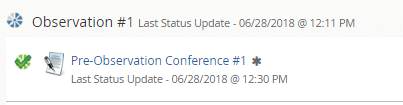 Observation #1 Last Status Update - 06/28/2018 @ 12:11 PM
Pre-Observation Conference #1 ✱
Last Status Update - 06/28/2018 @ 12:30 PM